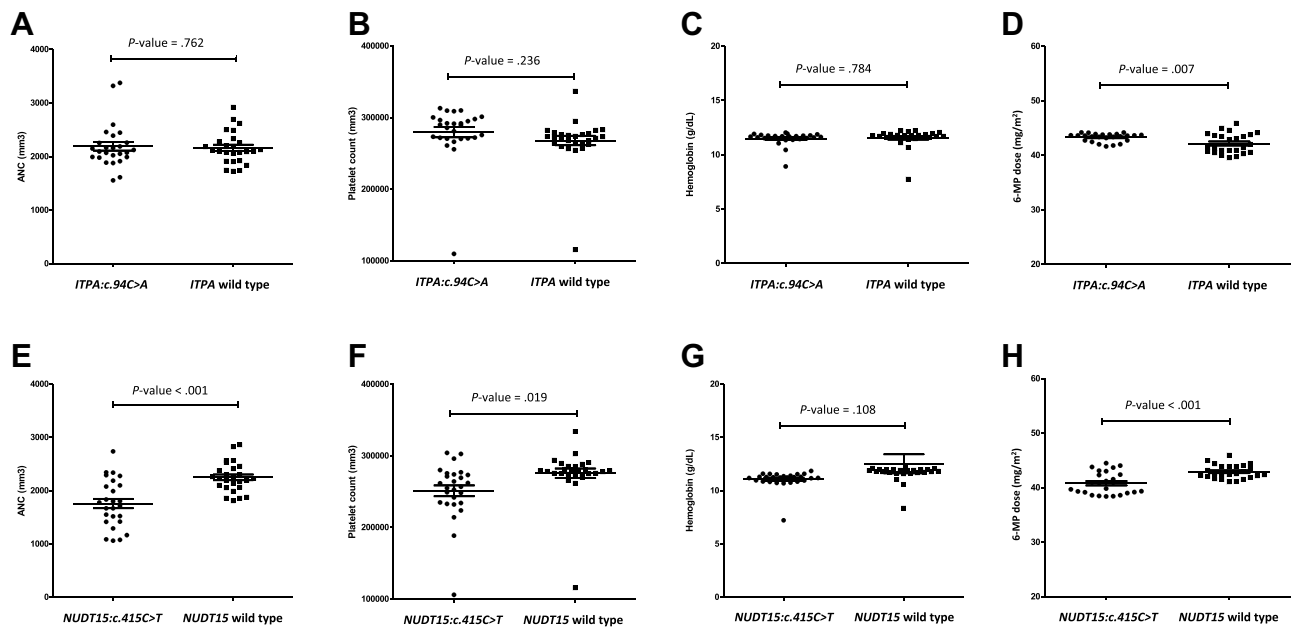 A
P-value = .762
ANC (mm3)
4000
3000
2000
1000
0
ITPA:c.94C>A
ITPA wild type
B
P-value = .236
Platelet count (mm3)
400000
300000
200000
100000
ITPA:c.94C>A
ITPA wild type
C
P-value = .784
Hemoglobin (g/dL)
20
15
10
5
0
ITPA:c.94C>A
ITPA wild type
D
P-value = .007
6-MP dose (mg/m²)
60
50
40
30
20
ITPA:c.94C>A
ITPA wild type
E
P-value < .001
ANC (mm3)
4000
3000
2000
1000
0
NUDT15:c.415C>T
NUDT15 wild type
F
P-value = .019
Platelet count (mm3)
400000
300000
200000
100000
NUDT15:c.415C>T
NUDT15 wild type
G
P-value = .108
Hemoglobin (g/dL)
20
15
10
5
0
NUDT15:c.415C>T
NUDT15 wild type
H
P-value < .001
6-MP dose (mg/m²)
60
50
40
30
20
NUDT15:c.415C>T
NUDT15 wild type